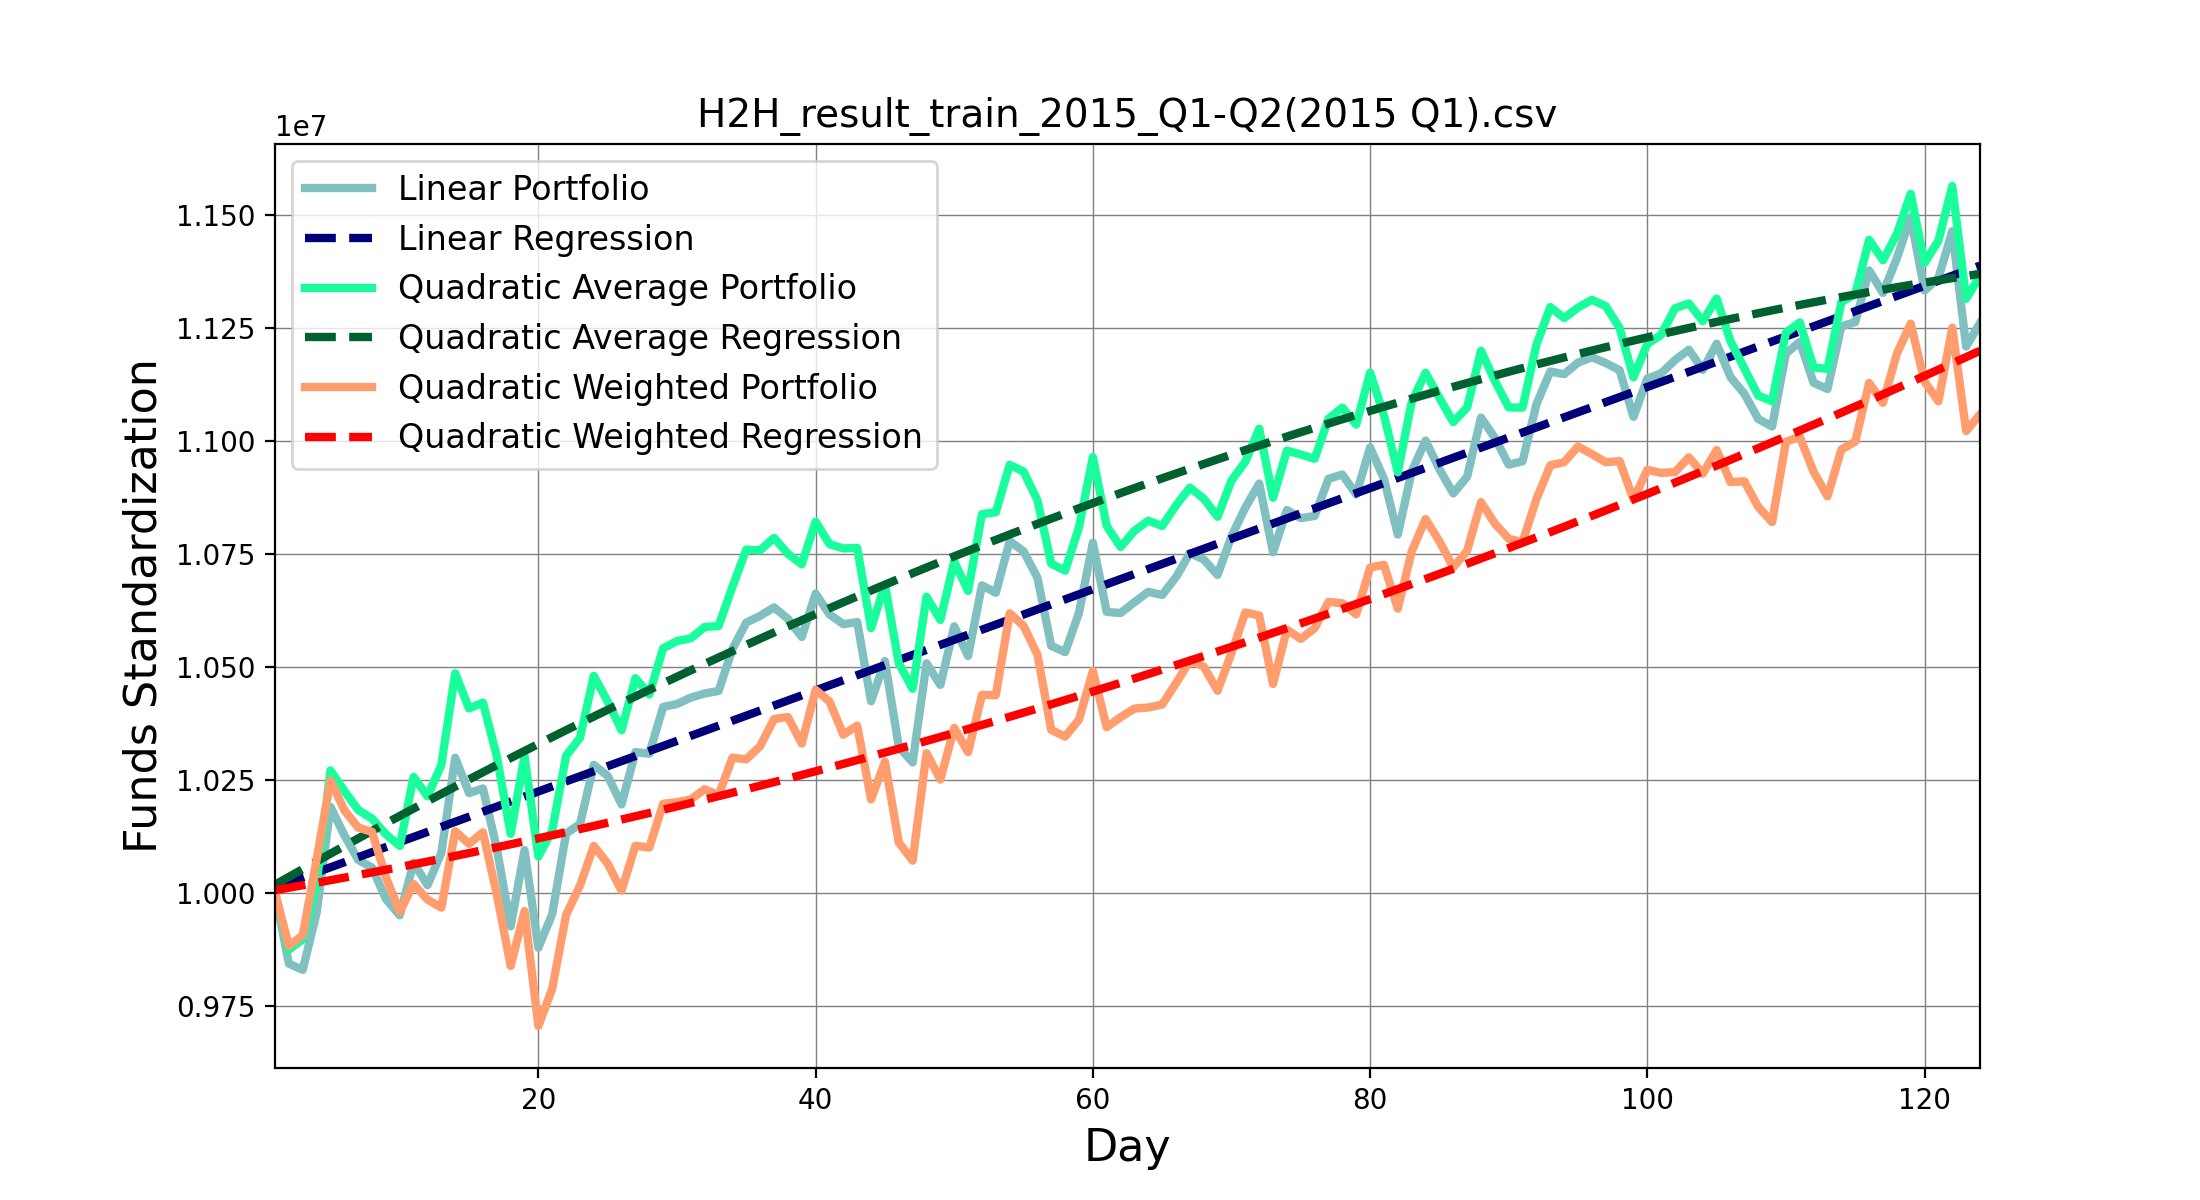 H2H_result_train_2015_Q1-Q2(2015 Q1).csv
1e7
Linear Portfolio
Linear Regression
Quadratic Average Portfolio
Quadratic Average Regression
Quadratic Weighted Portfolio
Quadratic Weighted Regression
Funds Standardization
1.150
1.125
1.100
1.075
1.050
1.025
1.000
0.975
20 40 60 80 100 120
Day